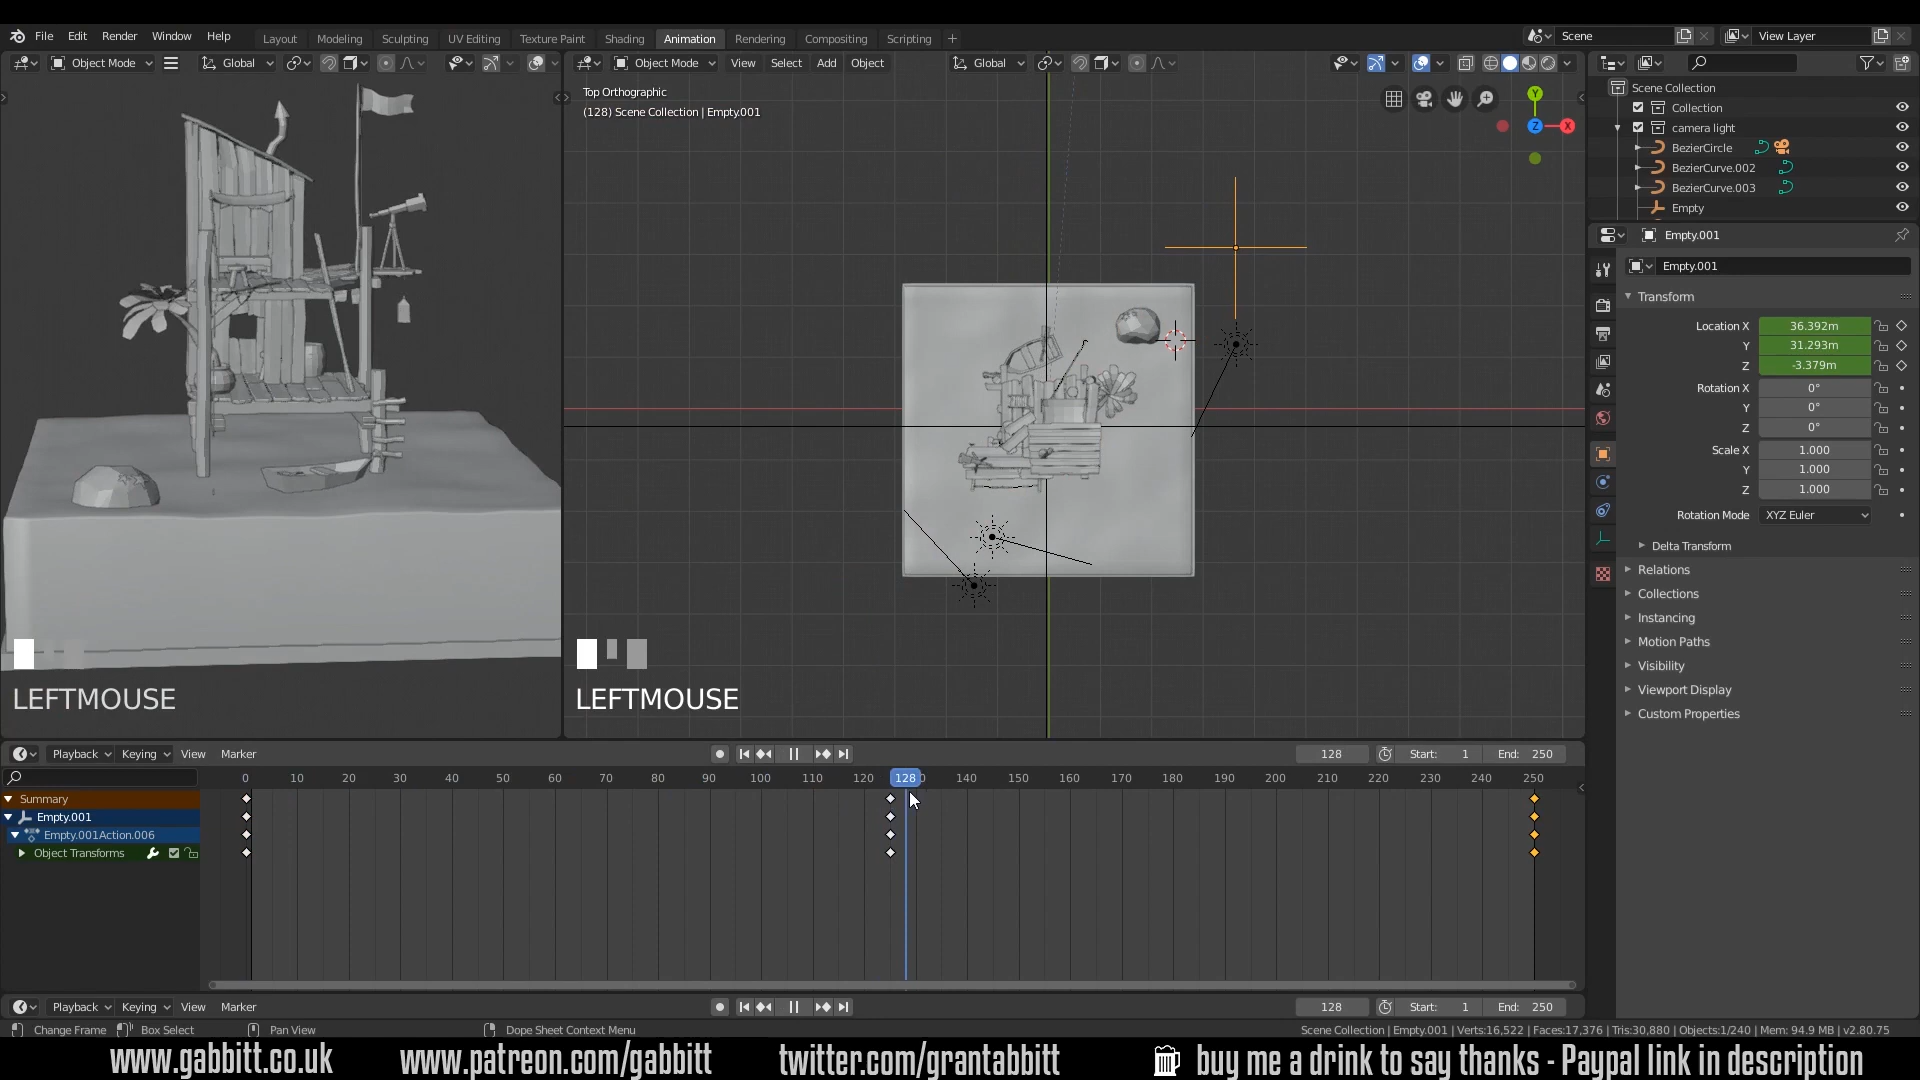 File Edit Render Window Help
Layout Modeling Sculpting UV Editing Texture Paint Shading Animation Rendering Compositing Scripting
Scene
View Layer
Object Mode Global
Object Mode View Select Add Object Global
Top Orthographic
(128) Scene Collection | Empty.001
Y
Z
X
Scene Collection
Collection
camera light
BezierCircle
BezierCurve.002
BezierCurve.003
Empty
Empty.001
Empty.001
Transform
Location X 36.392m
Y 31.293m
Z -3.379m
Rotation X 0°
Y 0°
Z 0°
Scale X 1.000
Y 1.000
Z 1.000
Rotation Mode XYZ Euler
Delta Transform
Relations
Collections
Instancing
Motion Paths
Visibility
Viewport Display
Custom Properties
LEFTMOUSE
LEFTMOUSE
Playback Keying View Marker 128 Start: 1 End: 250
0 10 20 30 40 50 60 70 80 90 100 110 120 128 140 150 160 170 180 190 200 210 220 230 240 250
Summary
Empty.001
Empty.001Action.006
Object Transforms
Playback Keying View Marker 128 Start: 1 End: 250
Change Frame Box Select Pan View Dope Sheet Context Menu
Scene Collection | Empty.001 | Verts:16,522 | Faces:17,376 | Tris:30,880 | Objects:1/240 | Mem: 94.9 MB | v2.80.75
www.gabbitt.co.uk www.patreon.com/gabbitt twitter.com/grantabbitt buy me a drink to say thanks - Paypal link in description